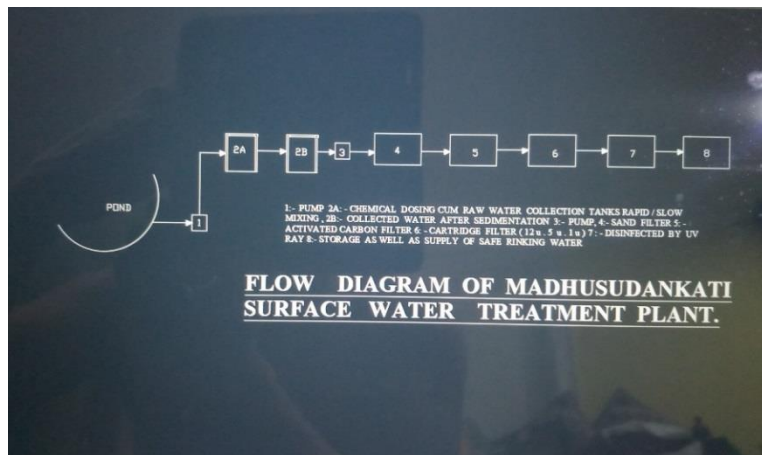 POND
1
2A
2B
3
4
5
6
7
8
1:- PUMP 2A:- CHEMICAL DOSING CUM RAW WATER COLLECTION TANKS RAPID / SLOW
MIXING , 2B:- COLLECTED WATER AFTER SEDIMENTATION 3:- PUMP, 4:- SAND FILTER 5:-
ACTIVATED CARBON FILTER 6:- CARTRIDGE FILTER (12u . 5 u . 1u) 7:- DISINFECTED BY UV
RAY 8:- STORAGE AS WELL AS SUPPLY OF SAFE RINKING WATER
FLOW DIAGRAM OF MADHUSUDANKATI
SURFACE WATER TREATMENT PLANT.